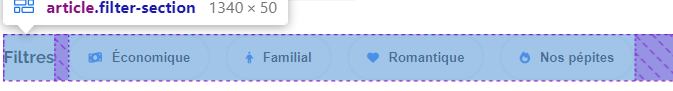 article.filter-section 1340 × 50
Filtres Économique Familial Romantique Nos pépites